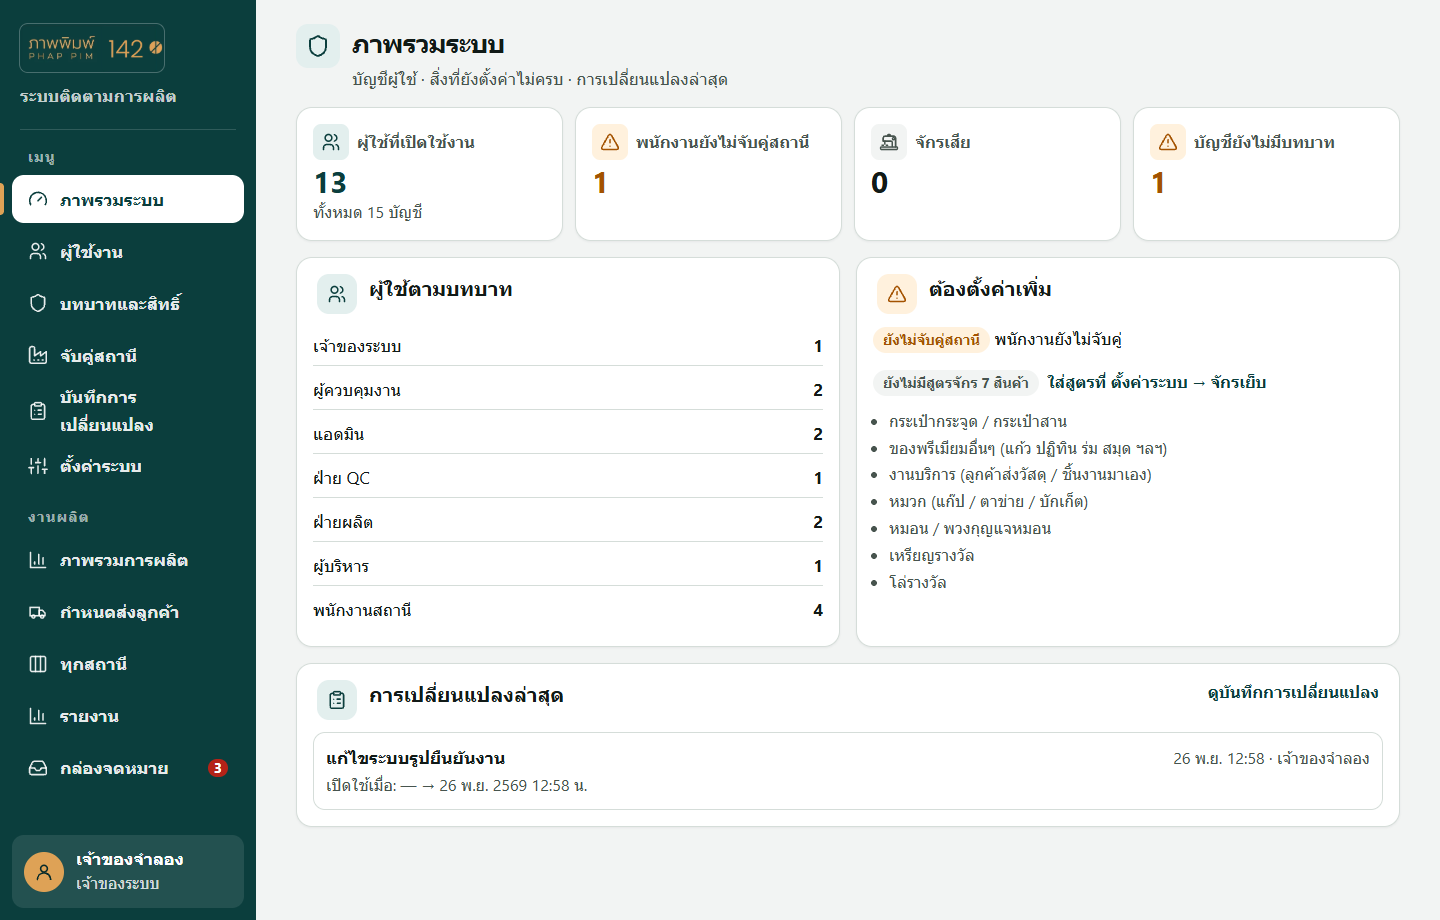 ภาพพิมพ์ 142
PHAP PIM
ระบบติดตามการผลิต
เมนู
ภาพรวมระบบ
ผู้ใช้งาน
บทบาทและสิทธิ์
จับคู่สถานี
บันทึกการ
เปลี่ยนแปลง
ตั้งค่าระบบ
งานผลิต
ภาพรวมการผลิต
กำหนดส่งลูกค้า
ทุกสถานี
รายงาน
กล่องจดหมาย 3
เจ้าของจำลอง
เจ้าของระบบ
ภาพรวมระบบ
บัญชีผู้ใช้ · สิ่งที่ยังตั้งค่าไม่ครบ · การเปลี่ยนแปลงล่าสุด
ผู้ใช้ที่เปิดใช้งาน
13
ทั้งหมด 15 บัญชี
พนักงานยังไม่จับคู่สถานี
1
จักรเสีย
0
บัญชียังไม่มีบทบาท
1
ผู้ใช้ตามบทบาท
เจ้าของระบบ 1
ผู้ควบคุมงาน 2
แอดมิน 2
ฝ่าย QC 1
ฝ่ายผลิต 2
ผู้บริหาร 1
พนักงานสถานี 4
ต้องตั้งค่าเพิ่ม
ยังไม่จับคู่สถานี พนักงานยังไม่จับคู่
ยังไม่มีสูตรจักร 7 สินค้า ใส่สูตรที่ ตั้งค่าระบบ → จักรเย็บ
• กระเป๋ากระจูด / กระเป๋าสาน
• ของพรีเมียมอื่นๆ (แก้ว ปฏิทิน ร่ม สมุด ฯลฯ)
• งานบริการ (ลูกค้าส่งวัสดุ / ชิ้นงานมาเอง)
• หมวก (แก๊ป / ตาข่าย / บักเก็ต)
• หมอน / พวงกุญแจหมอน
• เหรียญรางวัล
• โล่รางวัล
การเปลี่ยนแปลงล่าสุด
ดูบันทึกการเปลี่ยนแปลง
แก้ไขระบบรูปยืนยันงาน
26 พ.ย. 12:58 · เจ้าของจำลอง
เปิดใช้เมื่อ: — → 26 พ.ย. 2569 12:58 น.